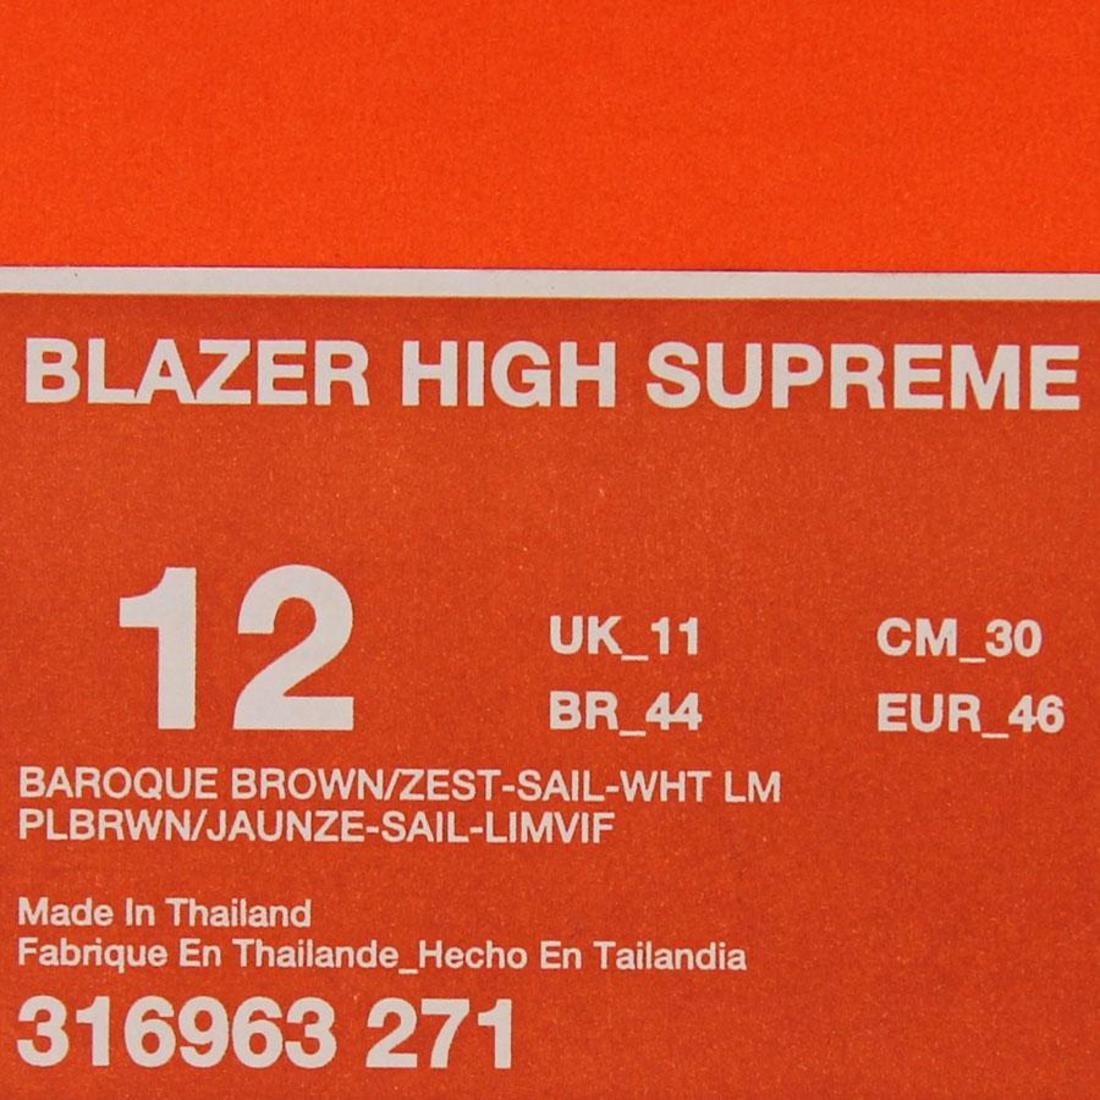 BLAZER HIGH SUPREME
12
UK_11 CM_30
BR_44 EUR_46
BAROQUE BROWN/ZEST-SAIL-WHT LM
PLBRWN/JAUNZE-SAIL-LIMVIF
Made In Thailand
Fabrique En Thailande_Hecho En Tailandia
316963 271